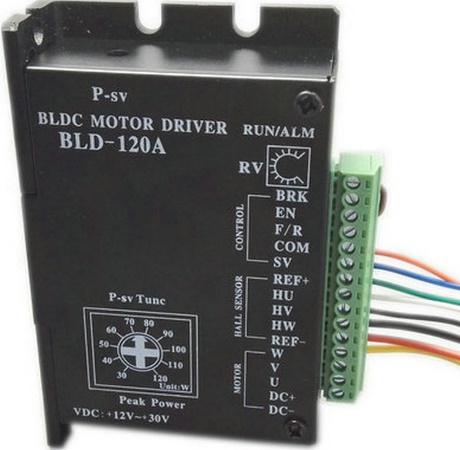 P-sv
BLDC MOTOR DRIVER
BLD-120A
RUN/ALM
RV
CONTROL
BRK
EN
F/R
COM
SV
HALL SENSOR
REF+
HU
HV
HW
REF-
MOTOR
W
V
U
DC+
DC-
P-sv Tunc
70 80
60 90
50 100
40 110
30 120
Unit:W
Peak Power
VDC: +12V~+30V